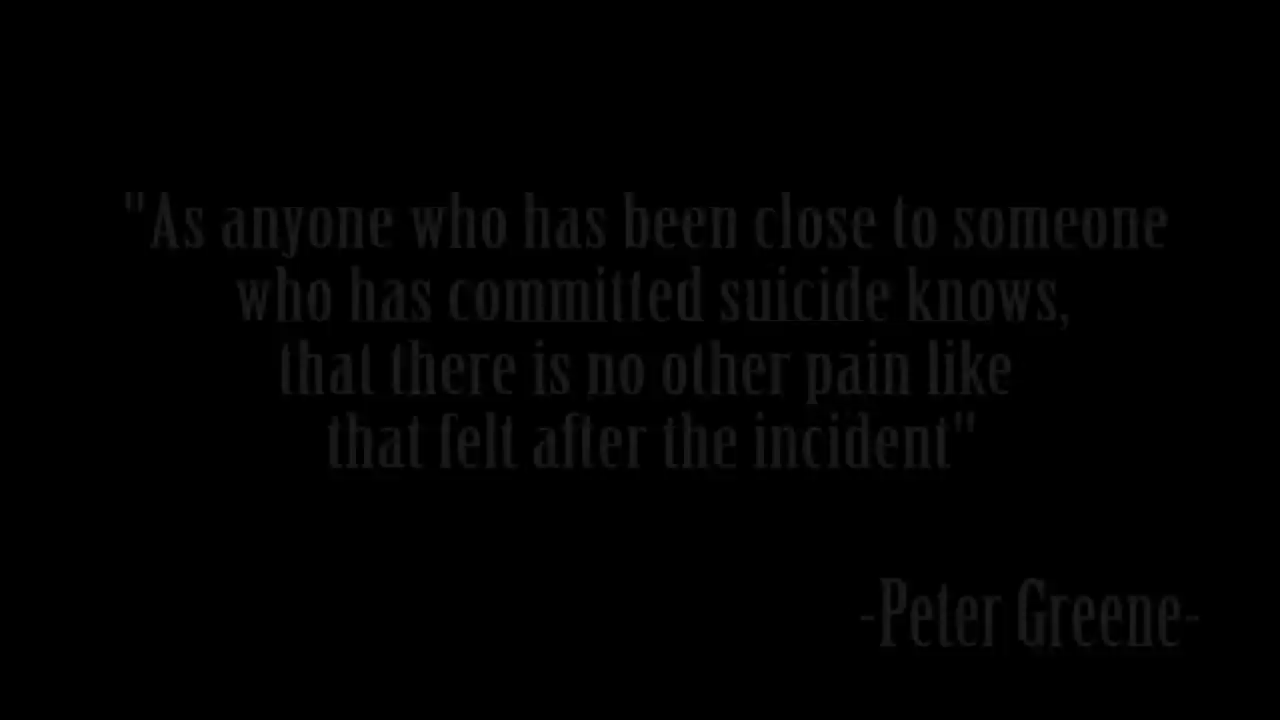 "As anyone who has been close to someone
who has committed suicide knows,
that there is no other pain like
that felt after the incident"
-Peter Greene-